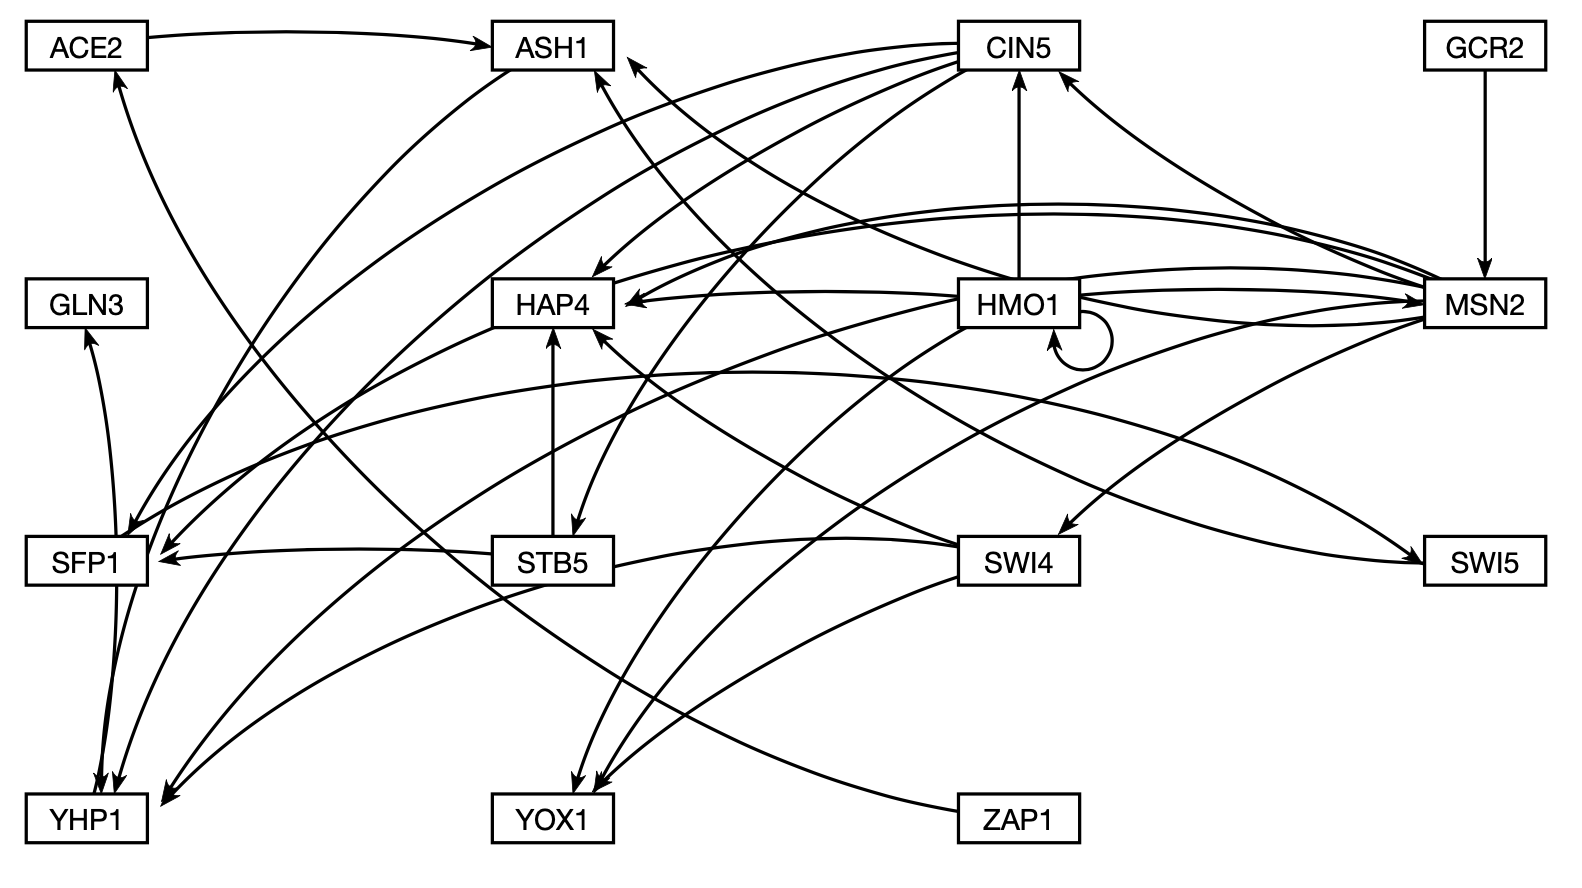 ACE2
ASH1
CIN5
GCR2
GLN3
HAP4
HMO1
MSN2
SFP1
STB5
SWI4
SWI5
YHP1
YOX1
ZAP1